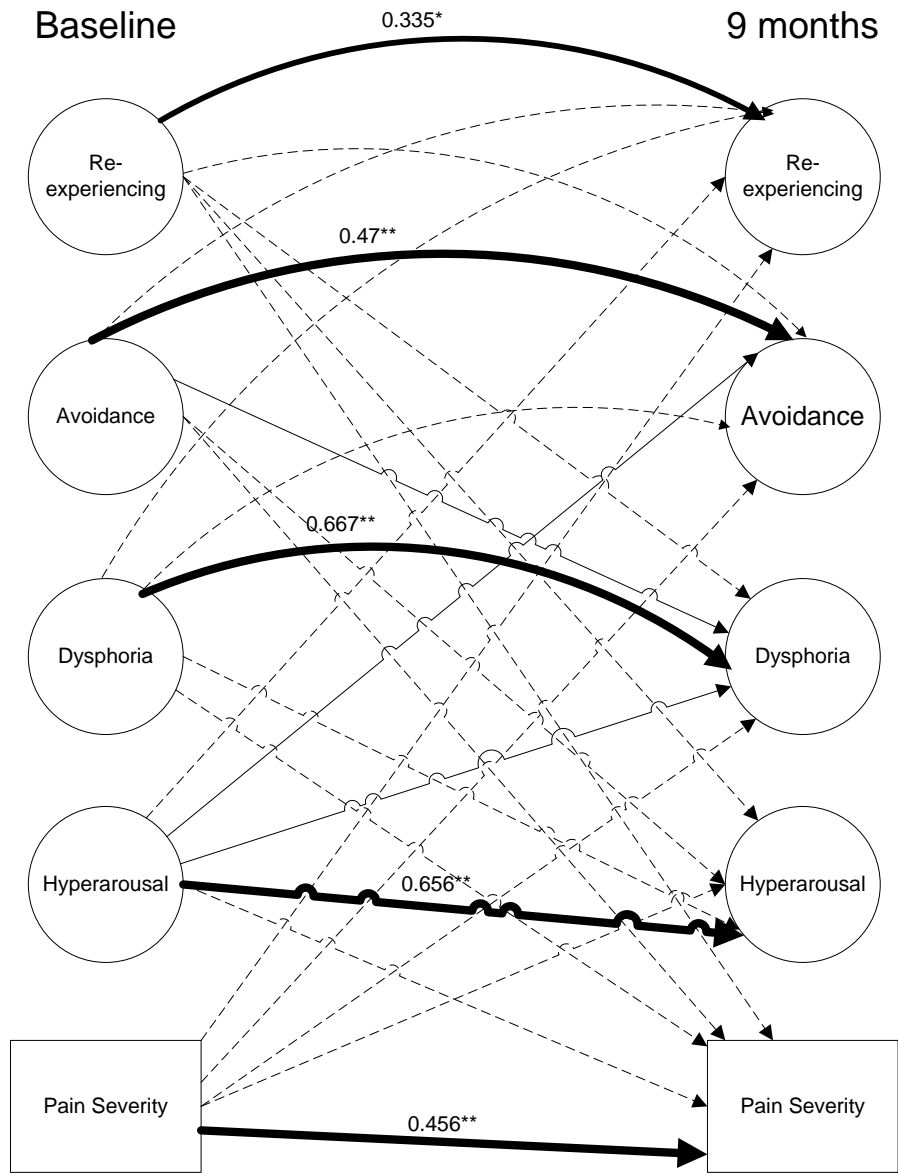 Baseline
9 months
0.335*
Re-
experiencing
Re-
experiencing
0.47**
Avoidance
Avoidance
0.667**
Dysphoria
Dysphoria
Hyperarousal
0.656**
Hyperarousal
Pain Severity
Pain Severity
0.456**